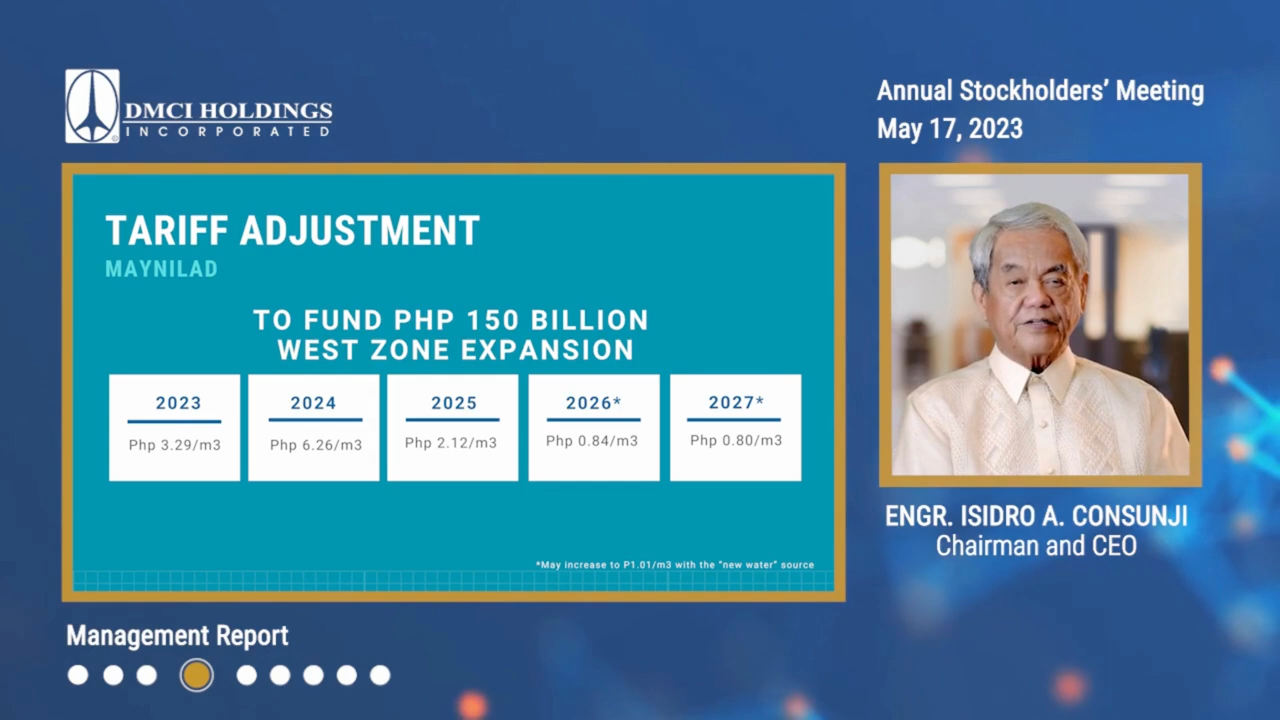 DMCI HOLDINGS
INCORPORATED
Annual Stockholders’ Meeting
May 17, 2023
TARIFF ADJUSTMENT
MAYNILAD
TO FUND PHP 150 BILLION
WEST ZONE EXPANSION
2023
Php 3.29/m3
2024
Php 6.26/m3
2025
Php 2.12/m3
2026*
Php 0.84/m3
2027*
Php 0.80/m3
*May increase to P1.01/m3 with the "new water" source
ENGR. ISIDRO A. CONSUNJI
Chairman and CEO
Management Report